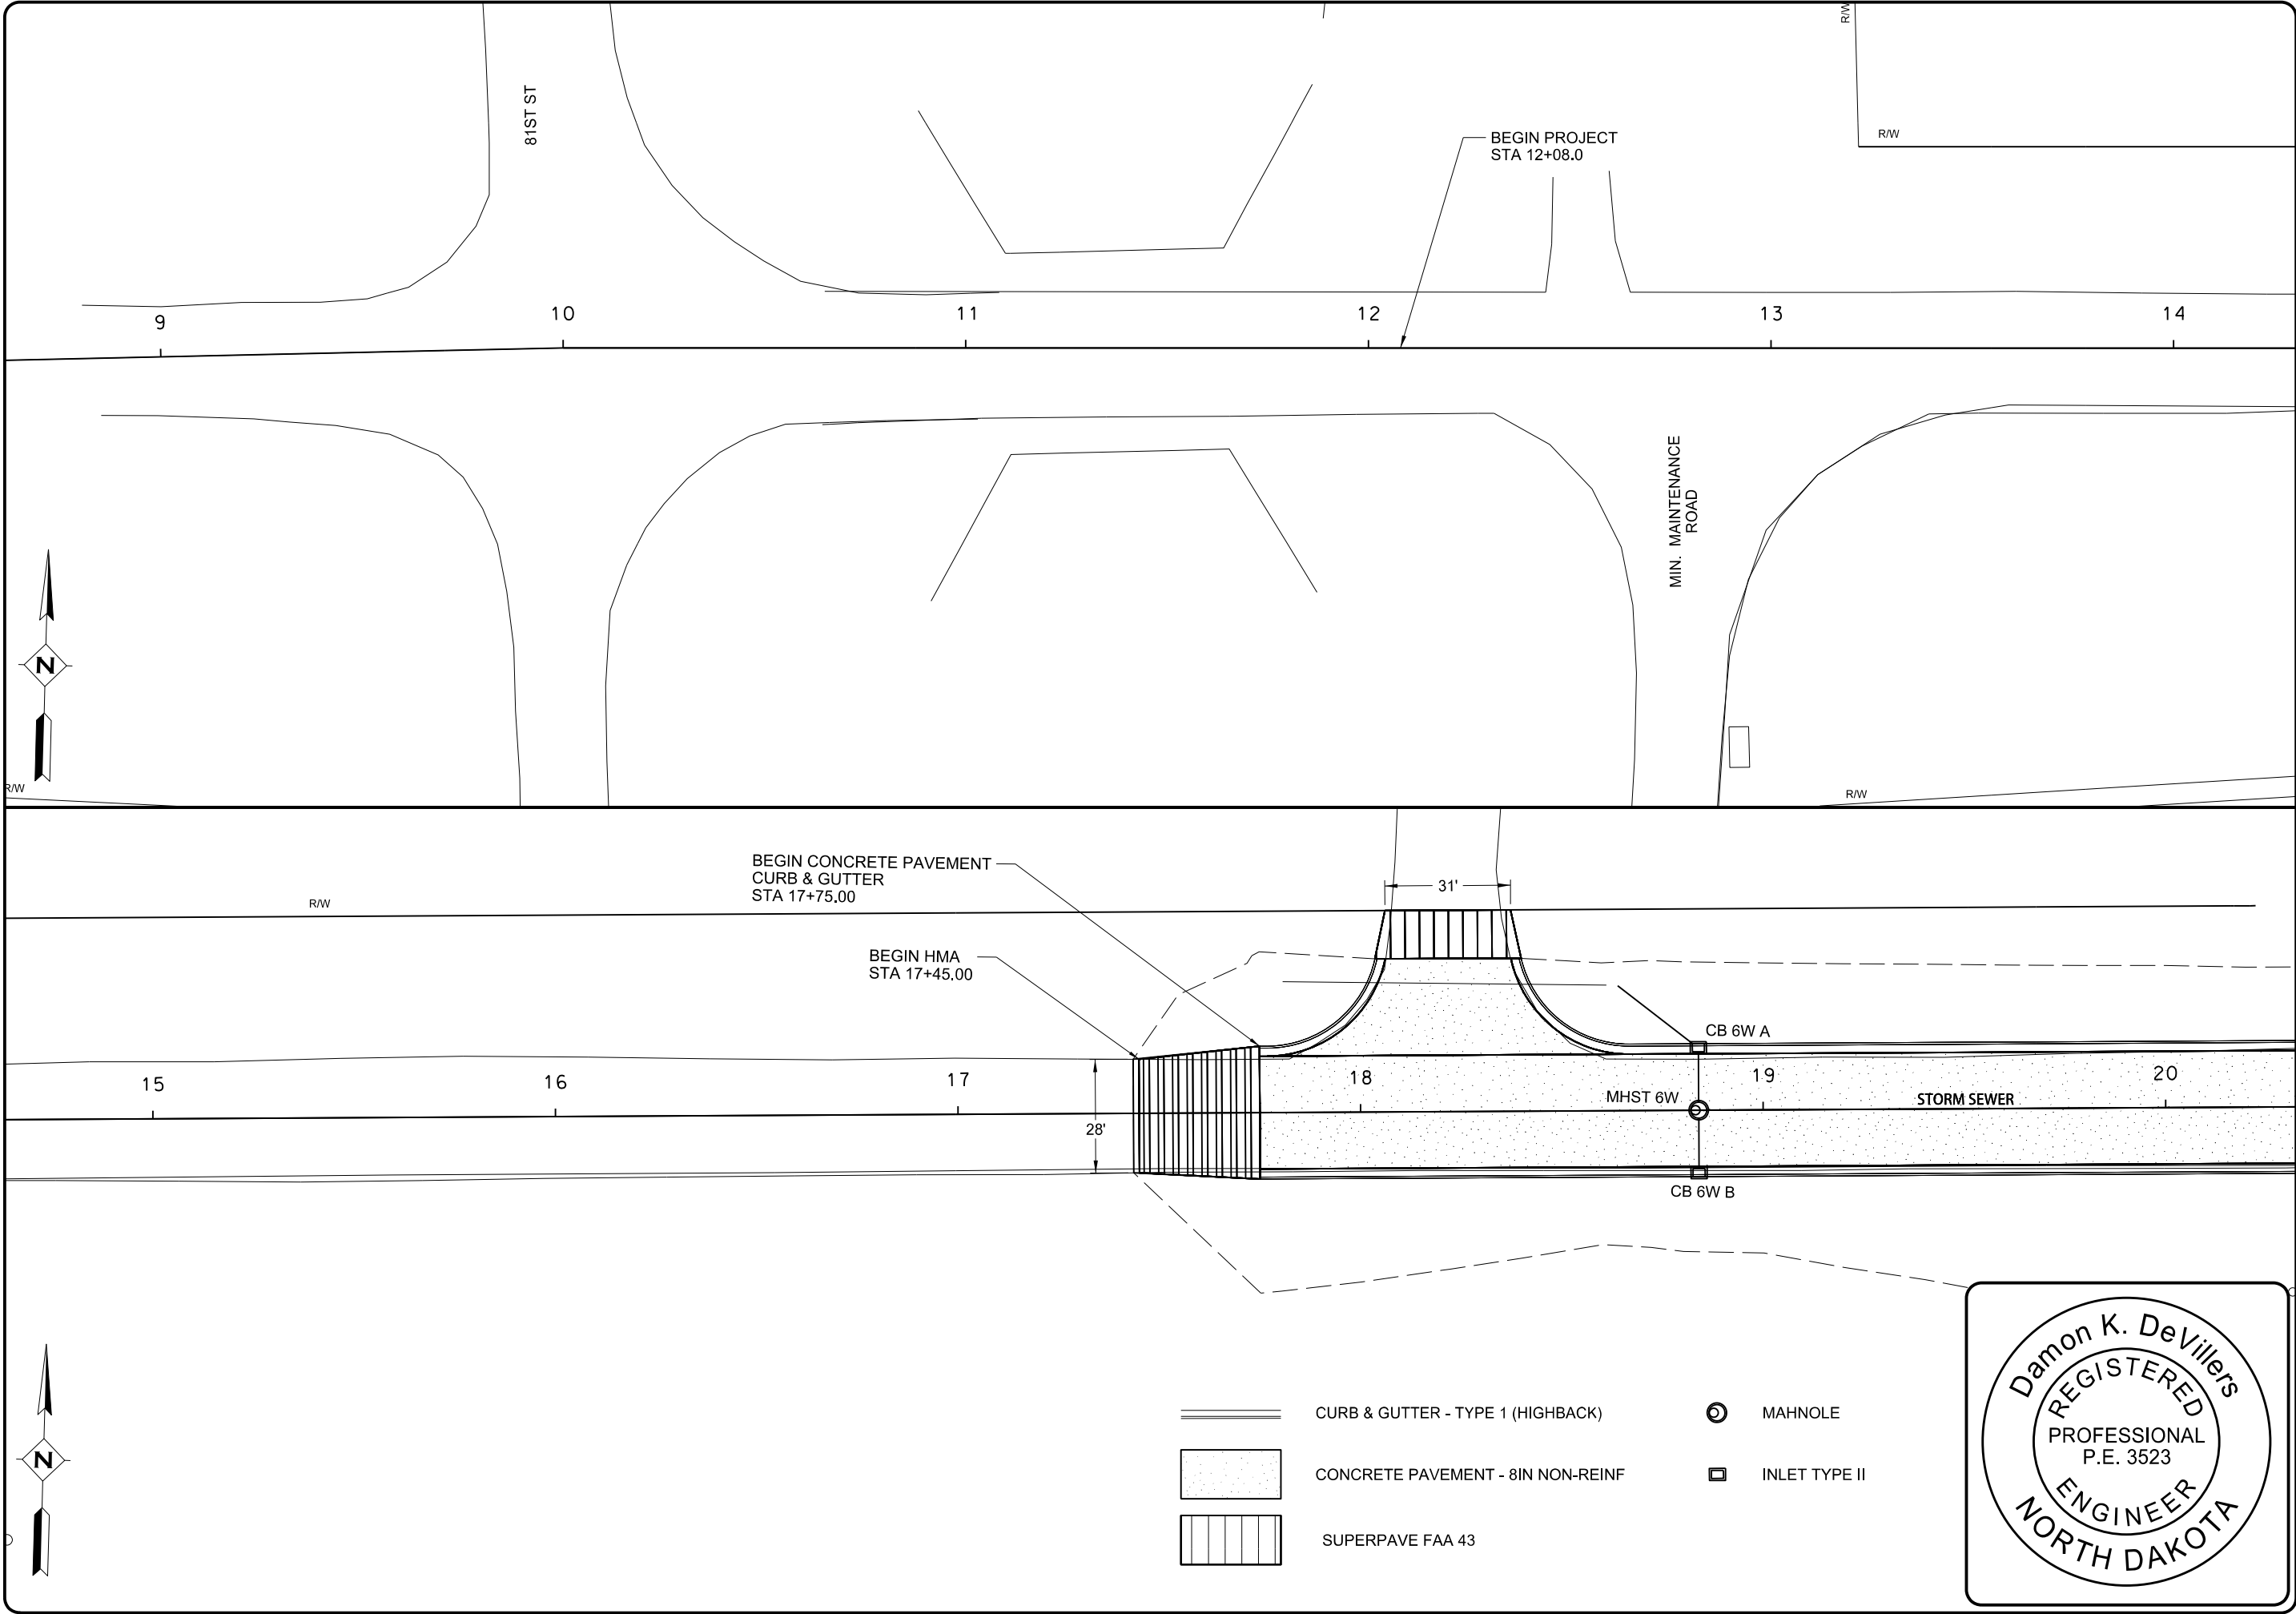 R/W
81ST ST
BEGIN PROJECT
STA 12+08.0
R/W
9
10
11
12
13
14
MIN. MAINTENANCE
ROAD
N
R/W
R/W
BEGIN CONCRETE PAVEMENT
CURB & GUTTER
STA 17+75.00
31'
R/W
BEGIN HMA
STA 17+45.00
CB 6W A
15
16
17
18
19
20
MHST 6W
STORM SEWER
28'
CB 6W B
N
CURB & GUTTER - TYPE 1 (HIGHBACK)
MAHNOLE
CONCRETE PAVEMENT - 8IN NON-REINF
INLET TYPE II
SUPERPAVE FAA 43
Damon K. DeVillers
REGISTERED
PROFESSIONAL
P.E. 3523
ENGINEER
NORTH DAKOTA